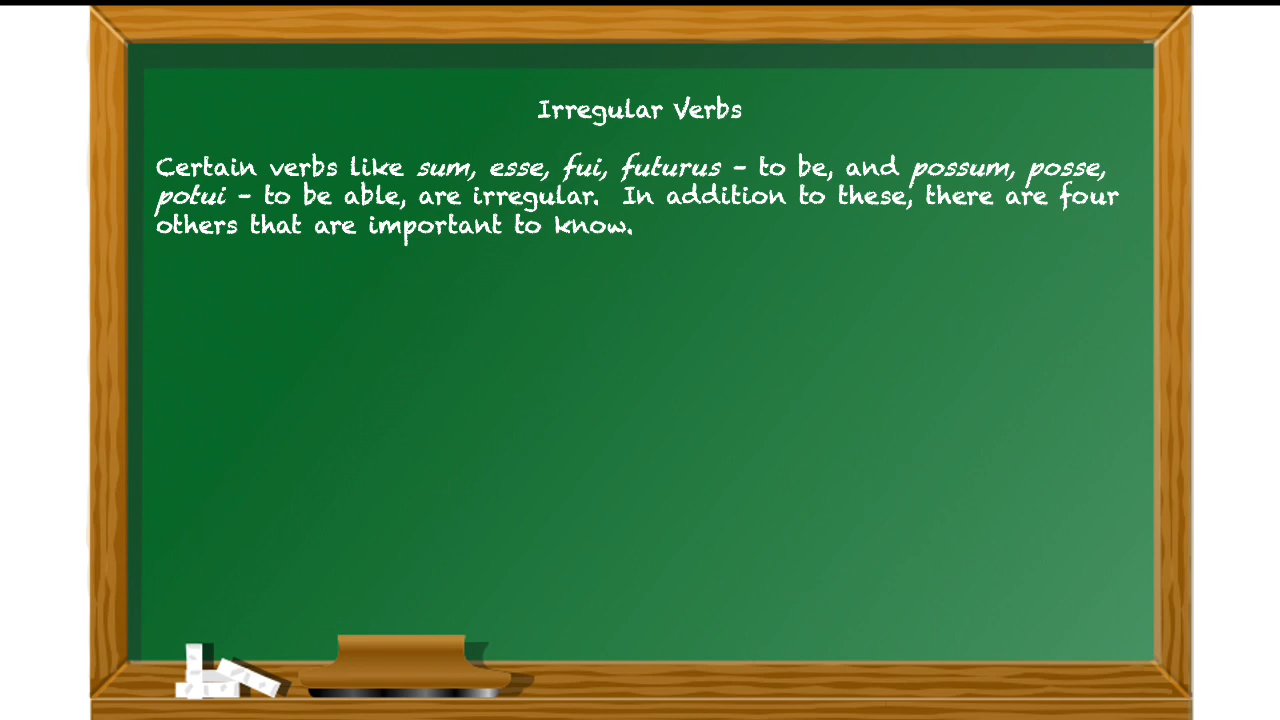 Irregular Verbs
Certain verbs like sum, esse, fui, futurus – to be, and possum, posse,
potui – to be able, are irregular.  In addition to these, there are four
others that are important to know.